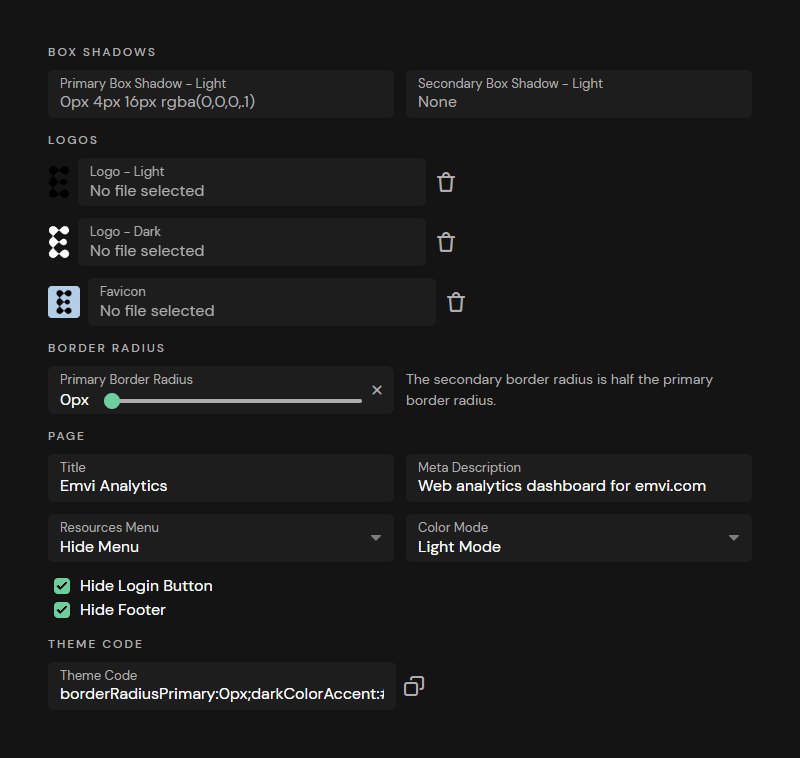 BOX SHADOWS
Primary Box Shadow - Light
0px 4px 16px rgba(0,0,0,.1)
Secondary Box Shadow - Light
None
LOGOS
Logo - Light
No file selected
Logo - Dark
No file selected
Favicon
No file selected
BORDER RADIUS
Primary Border Radius
0px
The secondary border radius is half the primary
border radius.
PAGE
Title
Emvi Analytics
Meta Description
Web analytics dashboard for emvi.com
Resources Menu
Hide Menu
Color Mode
Light Mode
Hide Login Button
Hide Footer
THEME CODE
Theme Code
borderRadiusPrimary:0px;darkColorAccent:#